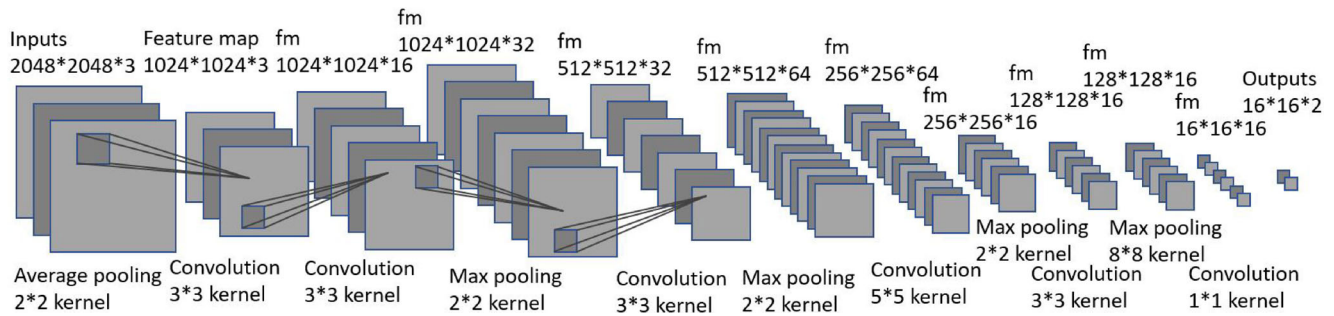 Inputs
2048*2048*3
Feature map
1024*1024*3
fm
1024*1024*16
fm
1024*1024*32
fm
512*512*32
fm
512*512*64
fm
256*256*64
fm
256*256*16
fm
128*128*16
fm
128*128*16
fm
16*16*16
Outputs
16*16*2
Average pooling
2*2 kernel
Convolution
3*3 kernel
Convolution
3*3 kernel
Max pooling
2*2 kernel
Convolution
3*3 kernel
Max pooling
2*2 kernel
Convolution
5*5 kernel
Max pooling
2*2 kernel
Convolution
3*3 kernel
Max pooling
8*8 kernel
Convolution
1*1 kernel